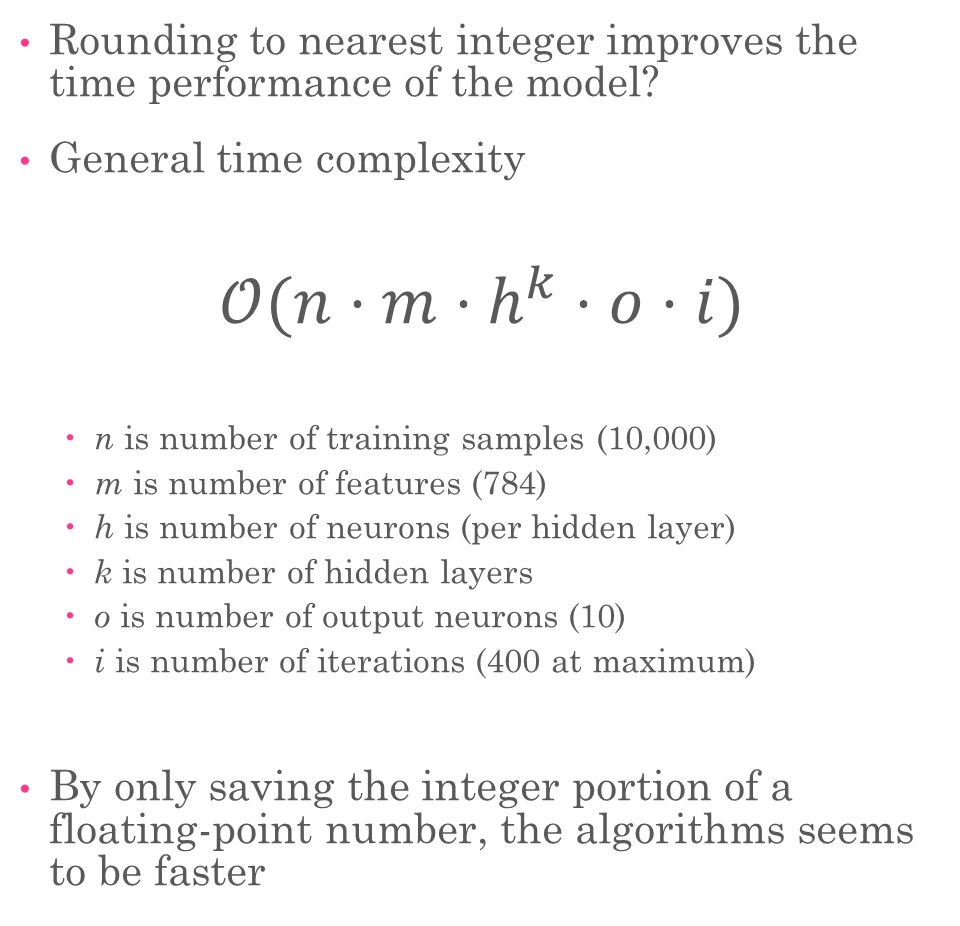 • Rounding to nearest integer improves the
time performance of the model?
• General time complexity
𝒪(n · m · hᵏ · o · i)
• n is number of training samples (10,000)
• m is number of features (784)
• h is number of neurons (per hidden layer)
• k is number of hidden layers
• o is number of output neurons (10)
• i is number of iterations (400 at maximum)
• By only saving the integer portion of a
floating-point number, the algorithms seems
to be faster